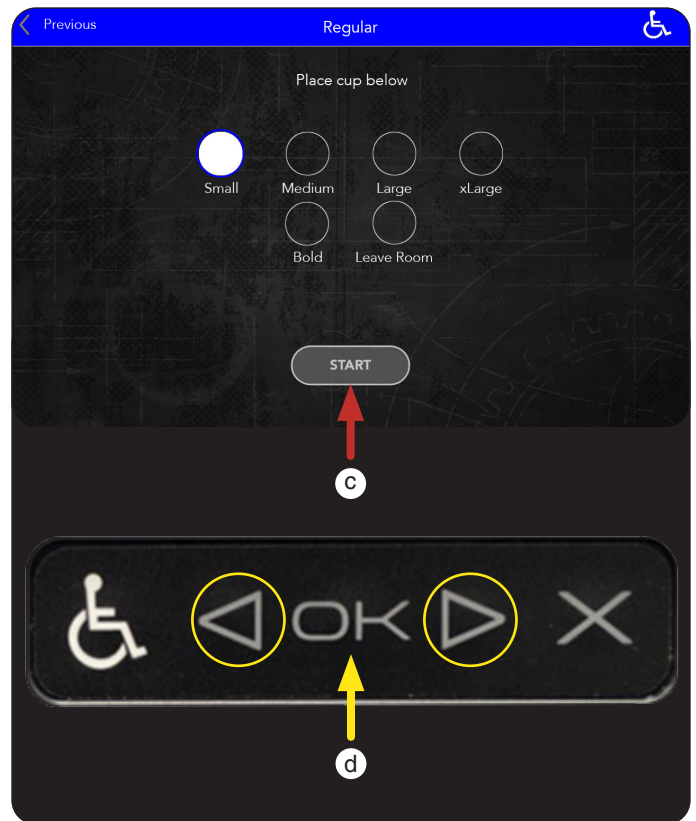 Previous
Regular
Place cup below
Small Medium Large xLarge
Bold Leave Room
START
c
OK
d